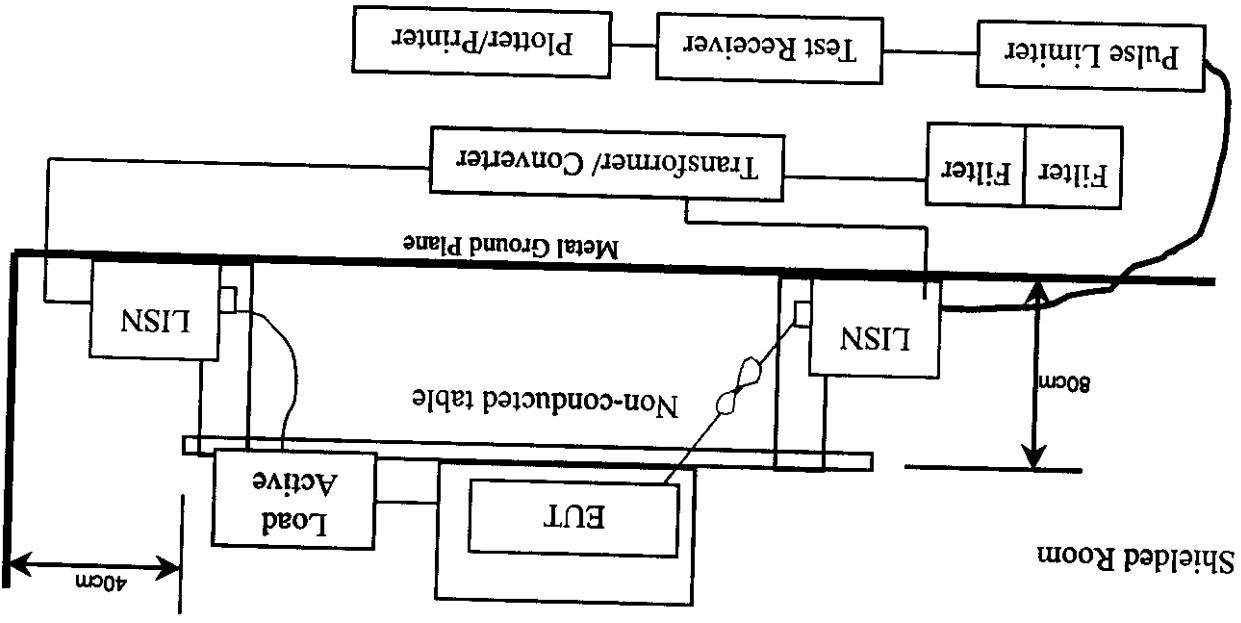 Shielded Room
40cm
EUT
Load
Active
80cm
Non-conducted table
LISN
LISN
Metal Ground Plane
Filter
Filter
Transformer/ Converter
Pulse Limiter
Test Receiver
Plotter/Printer